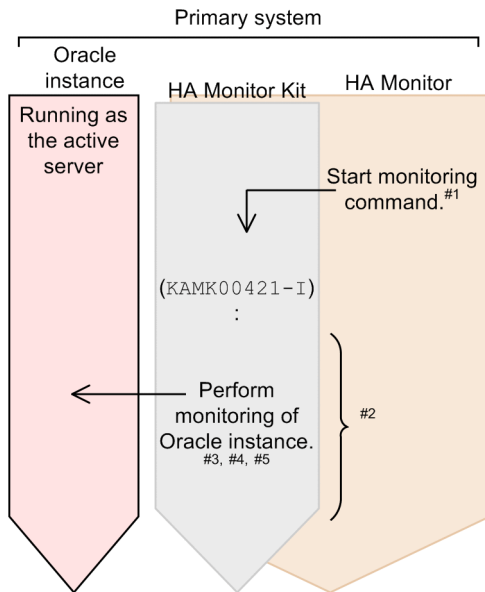 Primary system
Oracle
instance
HA Monitor Kit
HA Monitor
Running as
the active
server
Start monitoring
command.#1
(KAMK00421-I)
:
Perform
monitoring of
Oracle instance.
#3, #4, #5
#2